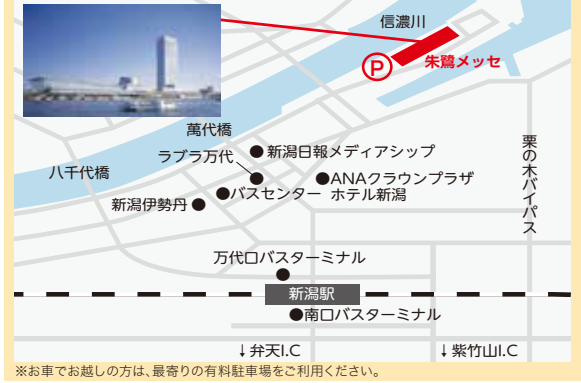 信濃川
P
朱鷺メッセ
萬代橋
ラブラ万代
新潟日報メディアシップ
八千代橋
ANAクラウンプラザ
ホテル新潟
バスセンター
新潟伊勢丹
栗の木バイパス
万代口バスターミナル
新潟駅
南口バスターミナル
↓弁天I.C
↓紫竹山I.C
※お車でお越しの方は、最寄りの有料駐車場をご利用ください。